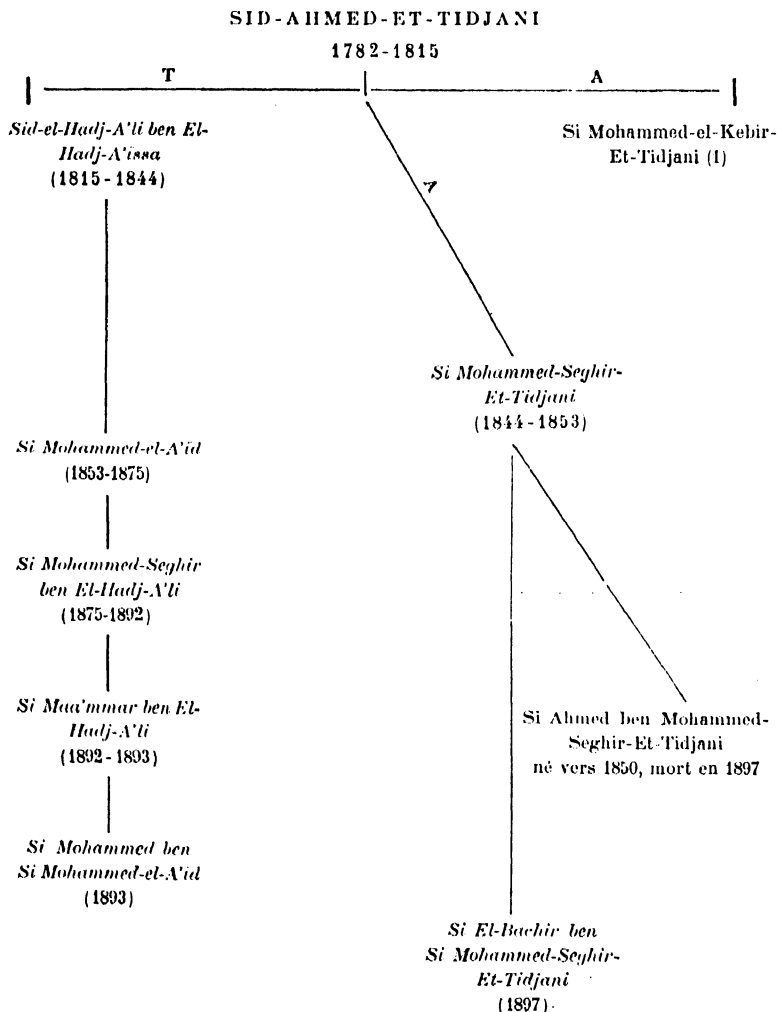 SID-AHMED-ET-TIDJANI
1782-1815
T
A
Sid-el-Hadj-A'li ben El-
Hadj-A'issa
(1815-1844)
Si Mohammed-el-Kebir-
Et-Tidjani (1)
A
Si Mohammed-Seghir-
Et-Tidjani
(1844-1853)
Si Mohammed-el-A'ïd
(1853-1875)
Si Mohammed-Seghir
ben El-Hadj-A'li
(1875-1892)
Si Maa'mmar ben El-
Hadj-A'li
(1892-1893)
Si Ahmed ben Mohammed-
Seghir-Et-Tidjani
né vers 1850, mort en 1897
Si Mohammed ben
Si Mohammed-el-A'ïd
(1893)
Si El-Bachir ben
Si Mohammed-Seghir-
Et-Tidjani
(1897)